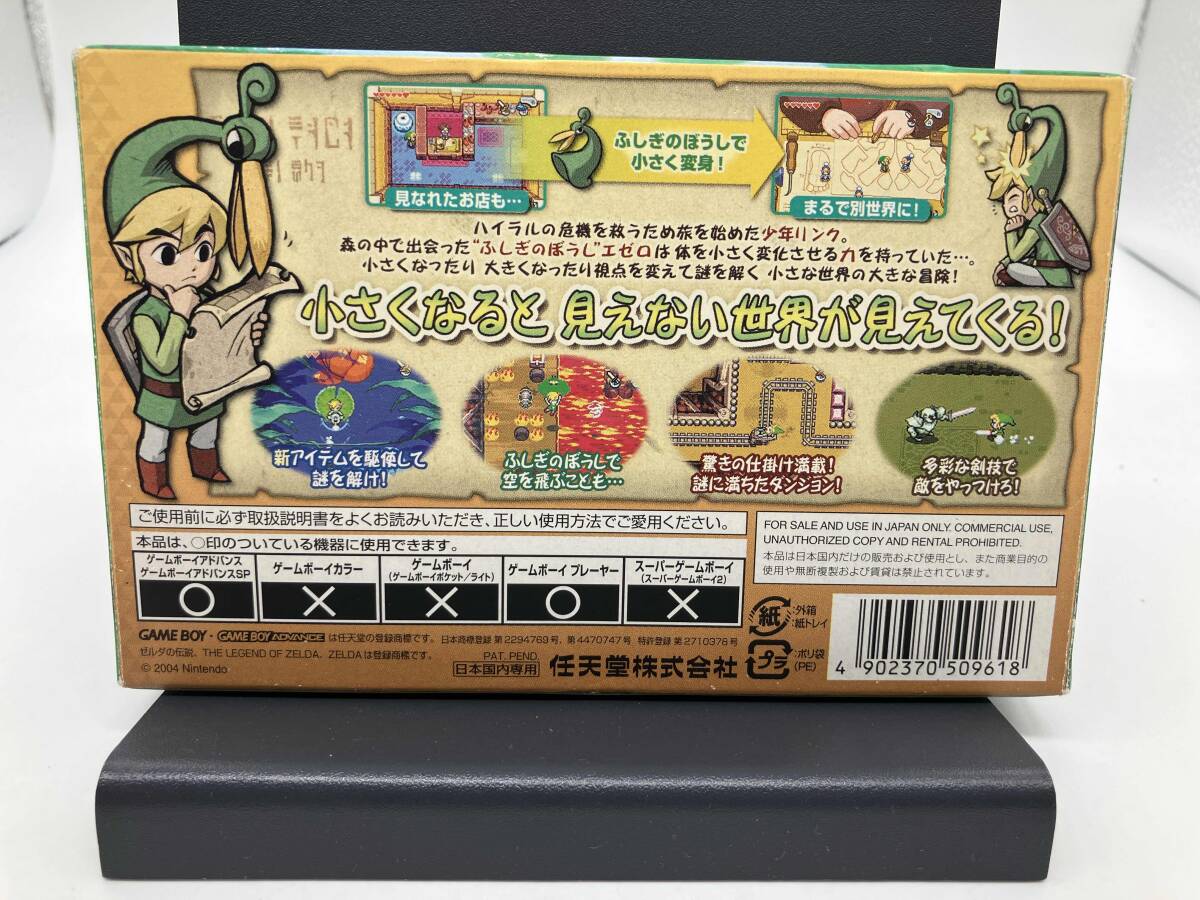 ふしぎのぼうしで
小さく変身!
見なれたお店も…
まるで別世界に!
ハイラルの危機を救うため旅を始めた少年リンク。
森の中で出会った"ふしぎのぼうし"エゼロは体を小さく変化させる力を持っていた…。
小さくなったり 大きくなったり視点を変えて謎を解く 小さな世界の大きな冒険!
小さくなると 見えない世界が見えてくる!
新アイテムを駆使して
謎を解け!
ふしぎのぼうしで
空を飛ぶことも…
驚きの仕掛け満載!
謎に満ちたダンジョン!
多彩な剣技で
敵をやっつけろ!
ご使用前に必ず取扱説明書をよくお読みいただき、正しい使用方法でご愛用ください。
本品は、○印のついている機器に使用できます。
ゲームボーイアドバンス
ゲームボーイアドバンスSP
ゲームボーイカラー
ゲームボーイ
(ゲームボーイポケット/ライト)
ゲームボーイ プレーヤー
スーパーゲームボーイ
(スーパーゲームボーイ2)
○ × × ○ ×
FOR SALE AND USE IN JAPAN ONLY. COMMERCIAL USE,
UNAUTHORIZED COPY AND RENTAL PROHIBITED.
本品は日本国内だけの販売および使用とし、また商業目的の
使用や無断複製および賃貸は禁止されています。
GAME BOY・GAME BOY ADVANCE は任天堂の登録商標です。 日本商標登録 第2294769号, 第4470747号 特許登録 第2710378号
ゼルダの伝説、THE LEGEND OF ZELDA、ZELDAは登録商標です。
PAT. PEND.
© 2004 Nintendo
日本国内専用
任天堂株式会社
紙
:外箱
:紙トレイ
プラ
:ポリ袋
(PE)
4 902370 509618